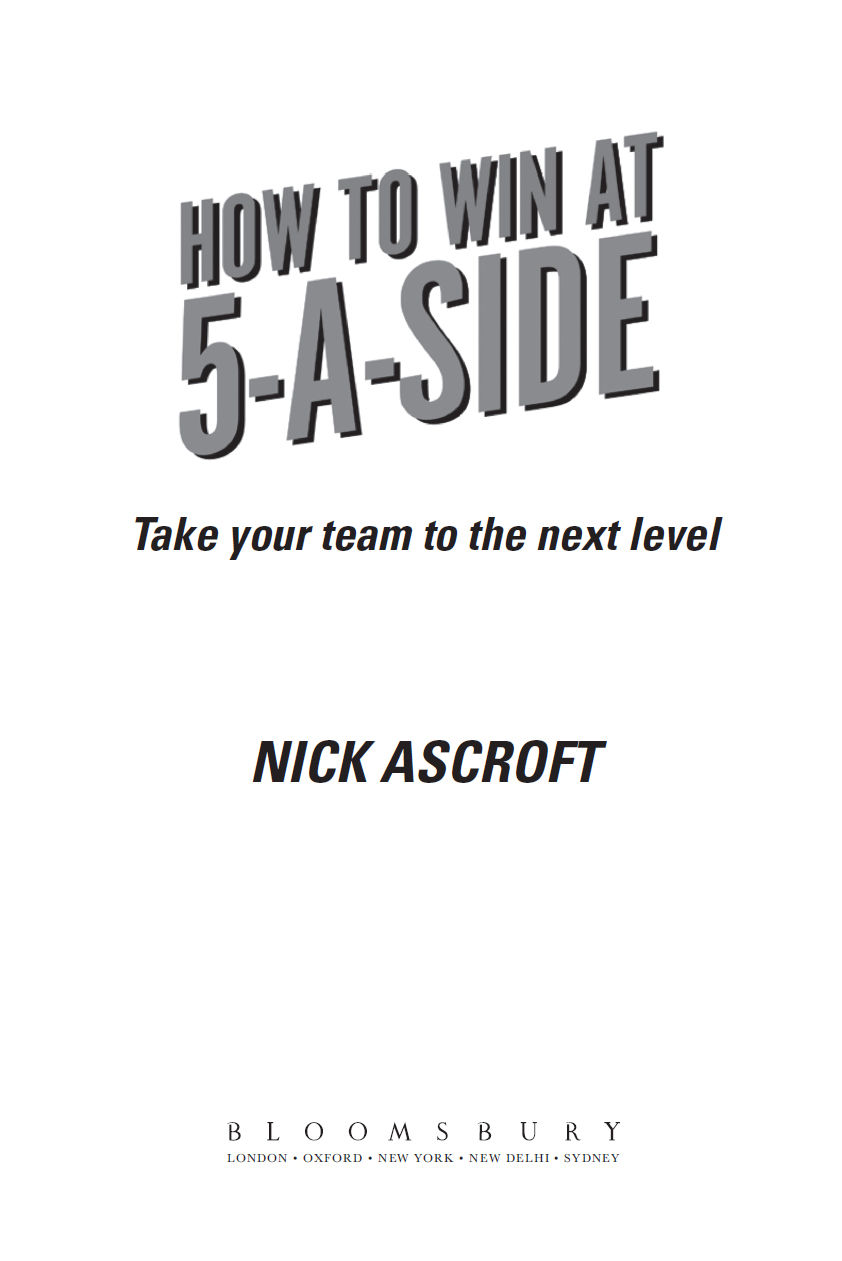 HOW TO WIN AT
5-A-SIDE
Take your team to the next level
NICK ASCROFT
BLOOMSBURY
LONDON • OXFORD • NEW YORK • NEW DELHI • SYDNEY